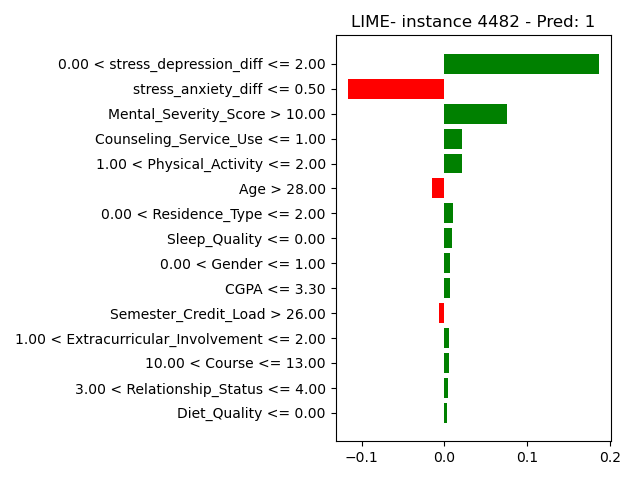 LIME- instance 4482 - Pred: 1
0.00 < stress_depression_diff <= 2.00
stress_anxiety_diff <= 0.50
Mental_Severity_Score > 10.00
Counseling_Service_Use <= 1.00
1.00 < Physical_Activity <= 2.00
Age > 28.00
0.00 < Residence_Type <= 2.00
Sleep_Quality <= 0.00
0.00 < Gender <= 1.00
CGPA <= 3.30
Semester_Credit_Load > 26.00
1.00 < Extracurricular_Involvement <= 2.00
10.00 < Course <= 13.00
3.00 < Relationship_Status <= 4.00
Diet_Quality <= 0.00
−0.1 0.0 0.1 0.2